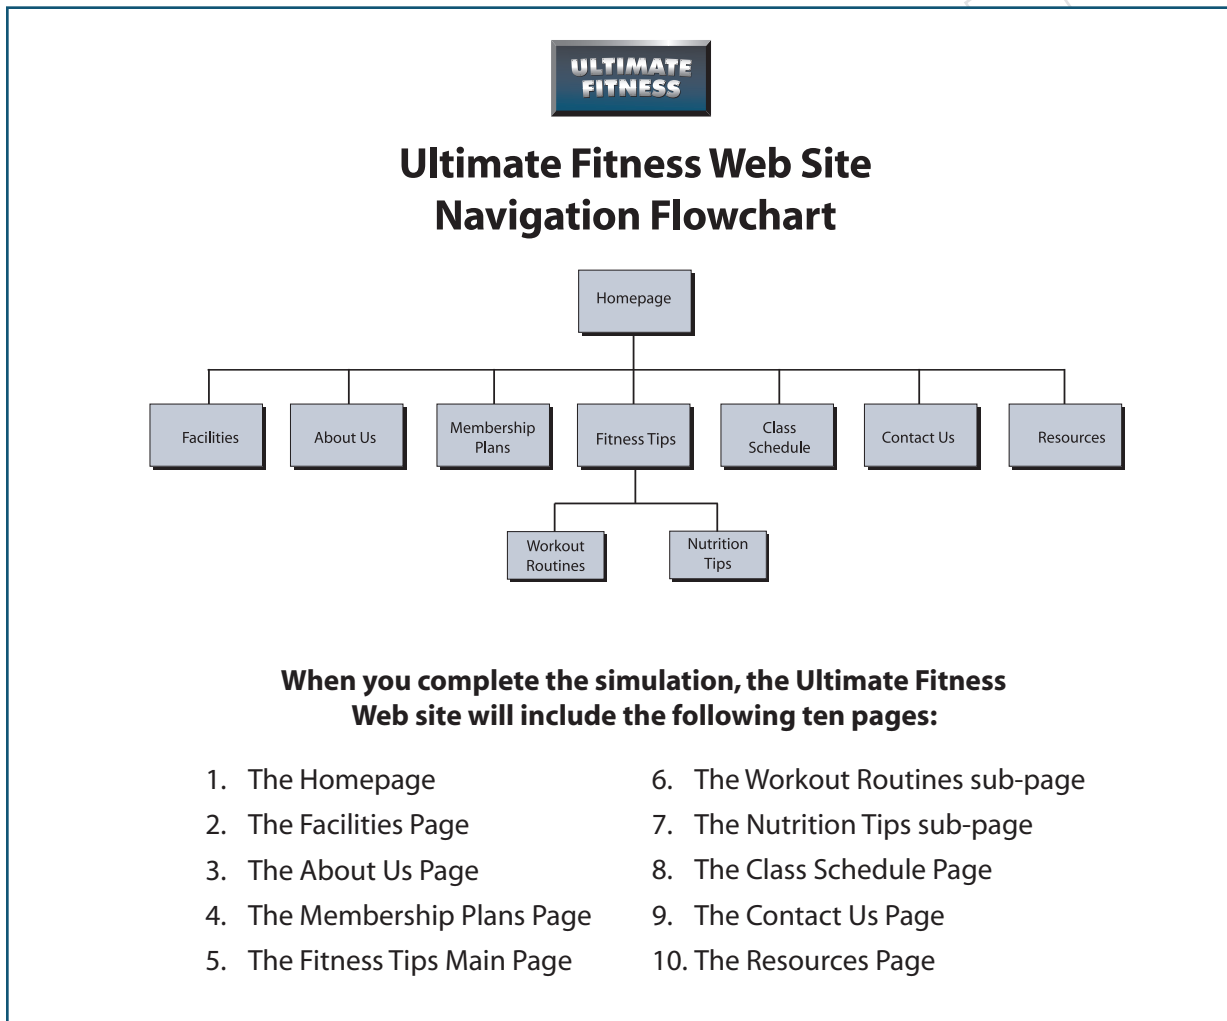 ULTIMATE
FITNESS
Ultimate Fitness Web Site
Navigation Flowchart
Homepage
Facilities
About Us
Membership
Plans
Fitness Tips
Class
Schedule
Contact Us
Resources
Workout
Routines
Nutrition
Tips
When you complete the simulation, the Ultimate Fitness
Web site will include the following ten pages:
1. The Homepage
2. The Facilities Page
3. The About Us Page
4. The Membership Plans Page
5. The Fitness Tips Main Page
6. The Workout Routines sub-page
7. The Nutrition Tips sub-page
8. The Class Schedule Page
9. The Contact Us Page
10. The Resources Page